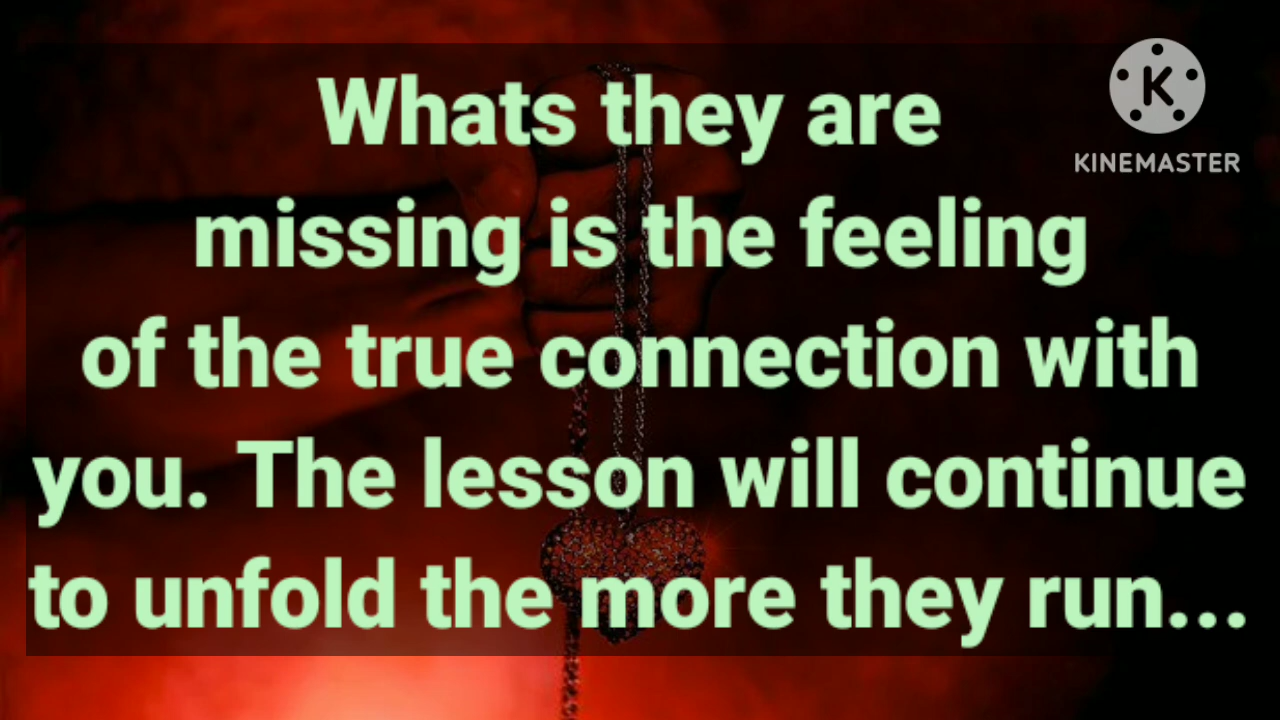 Whats they are
missing is the feeling
of the true connection with
you. The lesson will continue
to unfold the more they run...
K
KINEMASTER